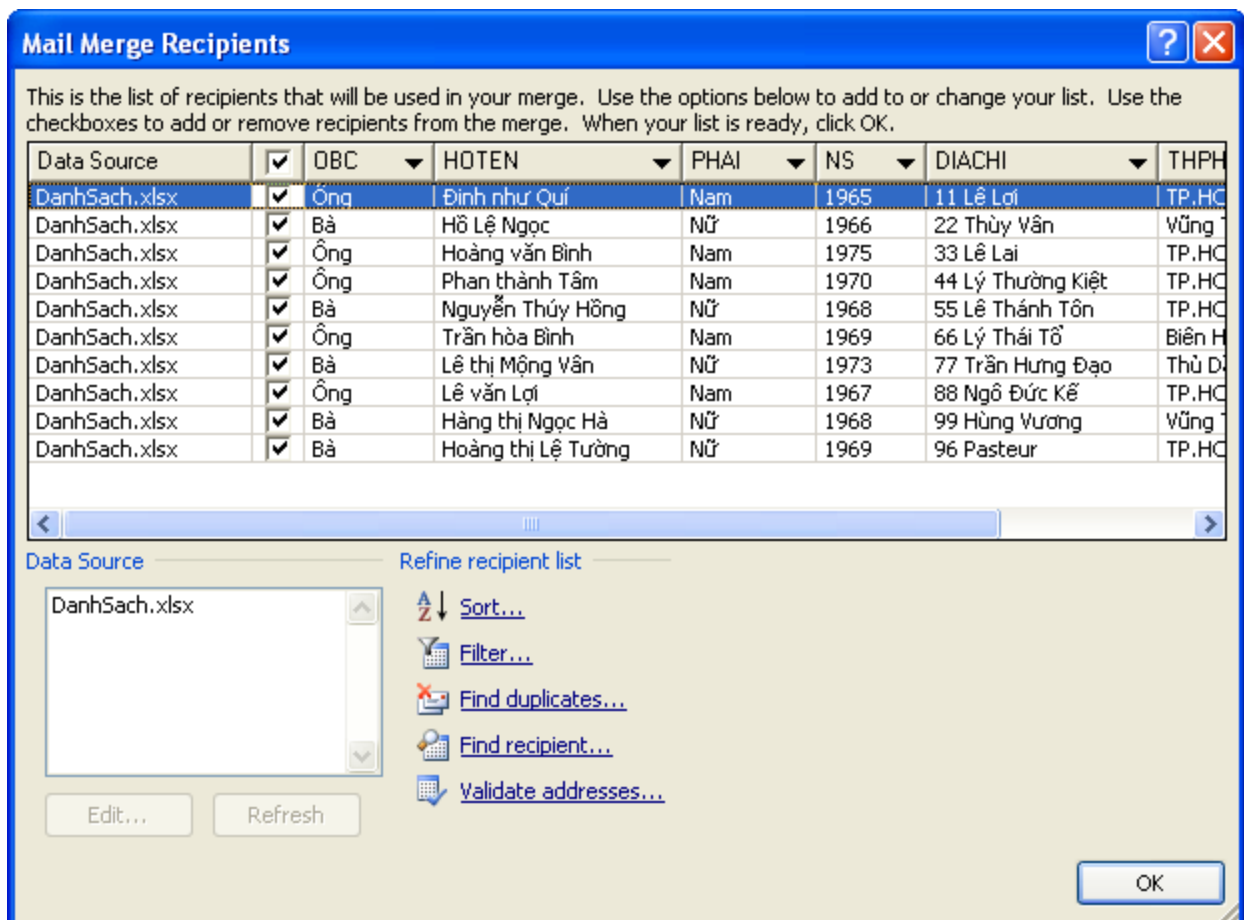 Mail Merge Recipients
This is the list of recipients that will be used in your merge. Use the options below to add to or change your list. Use the
checkboxes to add or remove recipients from the merge. When your list is ready, click OK.
Data Source OBC HOTEN PHAI NS DIACHI THPH
DanhSach.xlsx Ông Đinh như Quí Nam 1965 11 Lê Lợi TP.HC
DanhSach.xlsx Bà Hồ Lệ Ngọc Nữ 1966 22 Thùy Vân Vũng T
DanhSach.xlsx Ông Hoàng văn Bình Nam 1975 33 Lê Lai TP.HC
DanhSach.xlsx Ông Phan thành Tâm Nam 1970 44 Lý Thường Kiệt TP.HC
DanhSach.xlsx Bà Nguyễn Thúy Hồng Nữ 1968 55 Lê Thánh Tôn TP.HC
DanhSach.xlsx Ông Trần hòa Bình Nam 1969 66 Lý Thái Tổ Biên H
DanhSach.xlsx Bà Lê thị Mộng Vân Nữ 1973 77 Trần Hưng Đạo Thủ D
DanhSach.xlsx Ông Lê văn Lợi Nam 1967 88 Ngô Đức Kế TP.HC
DanhSach.xlsx Bà Hàng thị Ngọc Hà Nữ 1968 99 Hùng Vương Vũng T
DanhSach.xlsx Bà Hoàng thị Lệ Tường Nữ 1969 96 Pasteur TP.HC
Data Source Refine recipient list
DanhSach.xlsx
Sort...
Filter...
Find duplicates...
Find recipient...
Validate addresses...
Edit... Refresh
OK